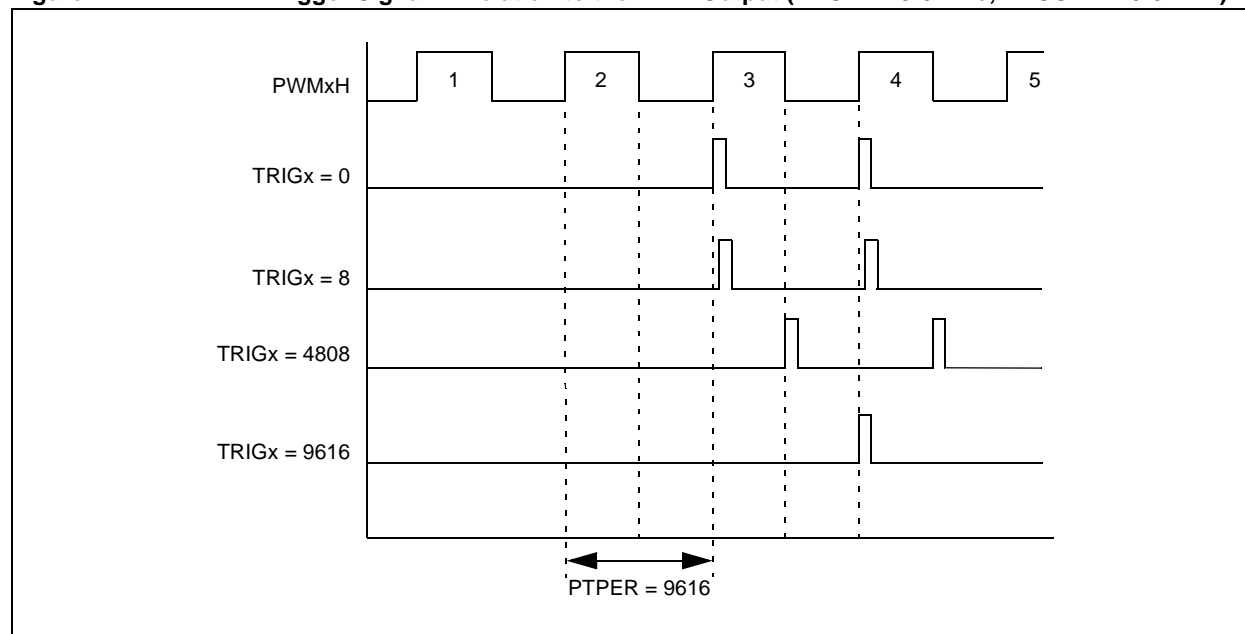 PWMxH
1
2
3
4
5
TRIGx = 0
TRIGx = 8
TRIGx = 4808
TRIGx = 9616
PTPER = 9616